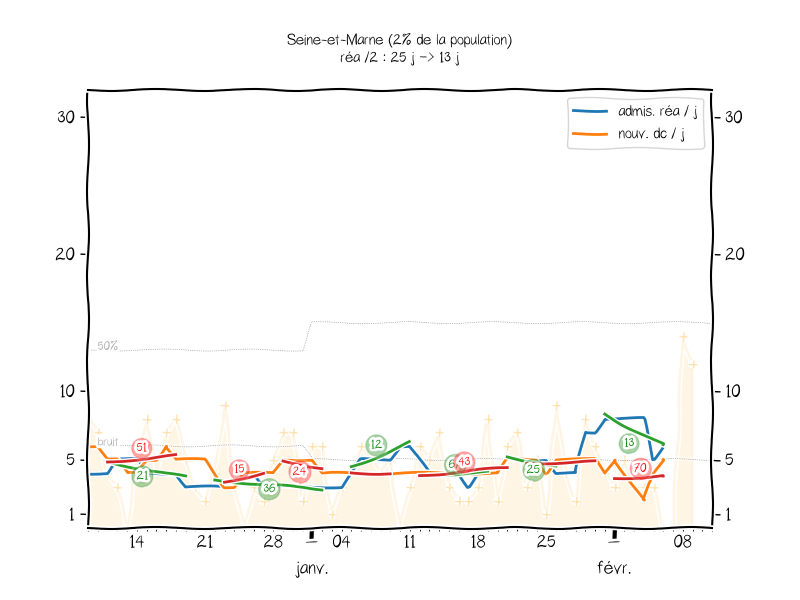 Seine-et-Marne (2% de la population)
réa /2 : 25 j -> 13 j
admis. réa / j
nouv. dc / j
30 30
20 20
50%
10 10
bruit
51 21 15 36 24 12 43 25 13 70
5 5
1 1
14 21 28 04 11 18 25 08
janv. févr.